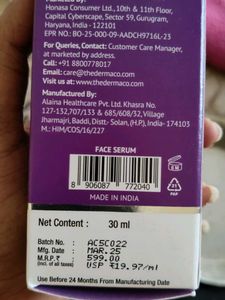 Honasa Consumer Ltd.,10th & 11th Floor,
Capital Cyberscape, Sector 59, Gurugram,
Haryana, India - 122101
EPR NO.: BO-25-000-09-AADCH9716L-23
For Queries, Contact: Customer Care Manager,
at marketed by address.
Call: +91 8800778017
Email: care@thedermaco.com
Visit: www.thedermaco.com
Manufactured By:
Alaina Healthcare Pvt. Ltd. Khasra No.
127-132,707/133 & 685/608/32,Village
Jharmajri, Baddi, Distt:- Solan,(H.P), India- 174103
M.: HIM/COS/16/227
FACE SERUM
8 906087 772040
PAP
MADE IN INDIA
Net Content : 30 ml
Batch No. : AC5C022
Mfg. Date : MAR.25
M.R.P.₹ : 599.00
(Incl. of all taxes) USP ₹19.97/ml
Use Before 24 Months From Manufacturing Date